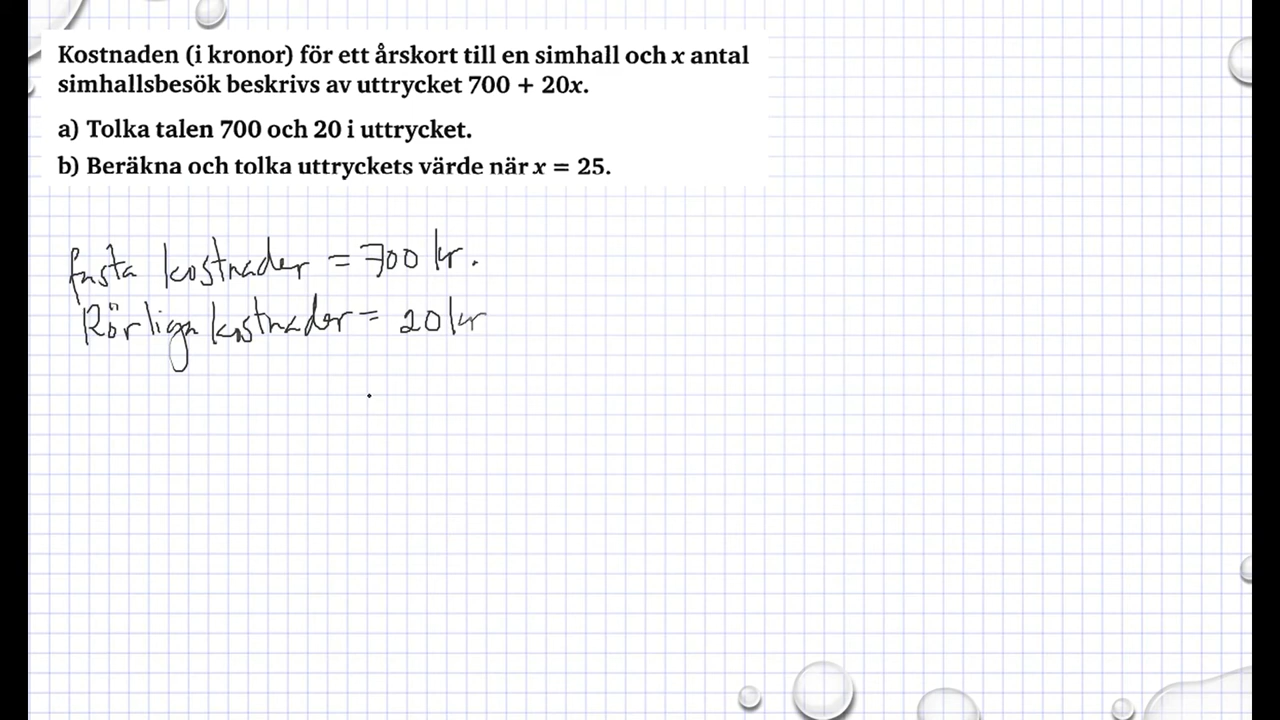 Kostnaden (i kronor) för ett årskort till en simhall och x antal
simhallsbesök beskrivs av uttrycket 700 + 20x.
a) Tolka talen 700 och 20 i uttrycket.
b) Beräkna och tolka uttryckets värde när x = 25.
fasta kostnader = 700 kr.
Rörliga kostnader = 20 kr